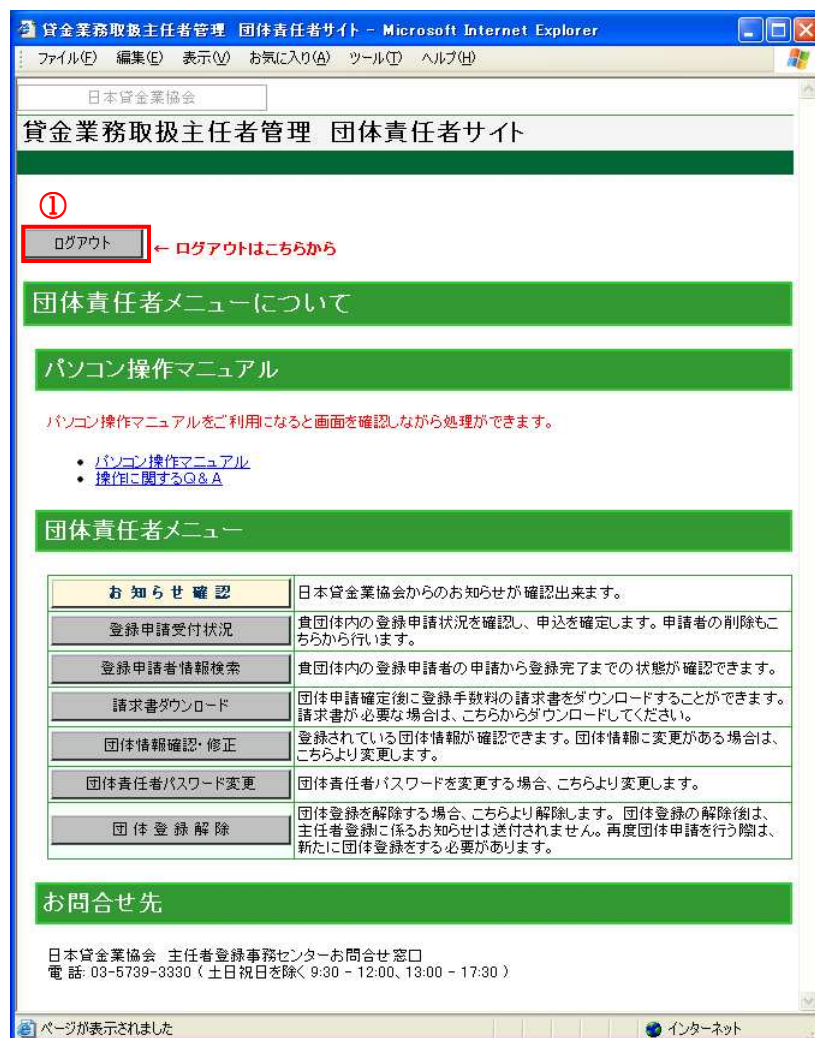 貸金業務取扱主任者管理 団体責任者サイト - Microsoft Internet Explorer
ファイル(F) 編集(E) 表示(V) お気に入り(A) ツール(T) ヘルプ(H)
日本貸金業協会
貸金業務取扱主任者管理 団体責任者サイト
①
ログアウト ← ログアウトはこちらから
団体責任者メニューについて
パソコン操作マニュアル
パソコン操作マニュアルをご利用になると画面を確認しながら処理ができます。
• パソコン操作マニュアル
• 操作に関するQ&A
団体責任者メニュー
お知らせ確認 日本貸金業協会からのお知らせが確認出来ます。
登録申請受付状況 貴団体内の登録申請状況を確認し、申込を確定します。申請者の削除もこ
ちらから行います。
登録申請者情報検索 貴団体内の登録申請者の申請から登録完了までの状態が確認できます。
請求書ダウンロード 団体申請確定後に登録手数料の請求書をダウンロードすることができます。
請求書が必要な場合は、こちらからダウンロードしてください。
団体情報確認・修正 登録されている団体情報が確認できます。団体情報に変更がある場合は、
こちらより変更します。
団体責任者パスワード変更 団体責任者パスワードを変更する場合、こちらより変更します。
団体登録解除 団体登録を解除する場合、こちらより解除します。団体登録の解除後は、
主任者登録に係るお知らせは送付されません。再度団体申請を行う際は、
新たに団体登録をする必要があります。
お問合せ先
日本貸金業協会 主任者登録事務センターお問合せ窓口
電 話: 03-5739-3330 ( 土日祝日を除く 9:30 - 12:00、13:00 - 17:30 )
ページが表示されました インターネット